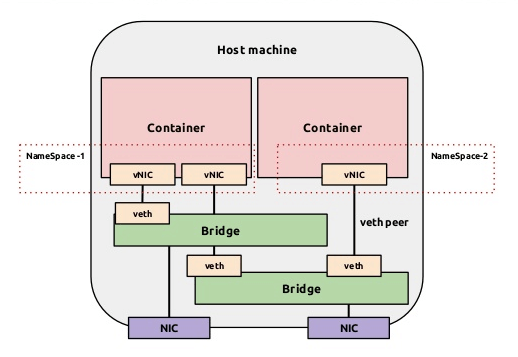 Host machine
Container
Container
NameSpace -1
NameSpace-2
vNIC
vNIC
vNIC
veth
veth peer
Bridge
veth
veth
Bridge
NIC
NIC